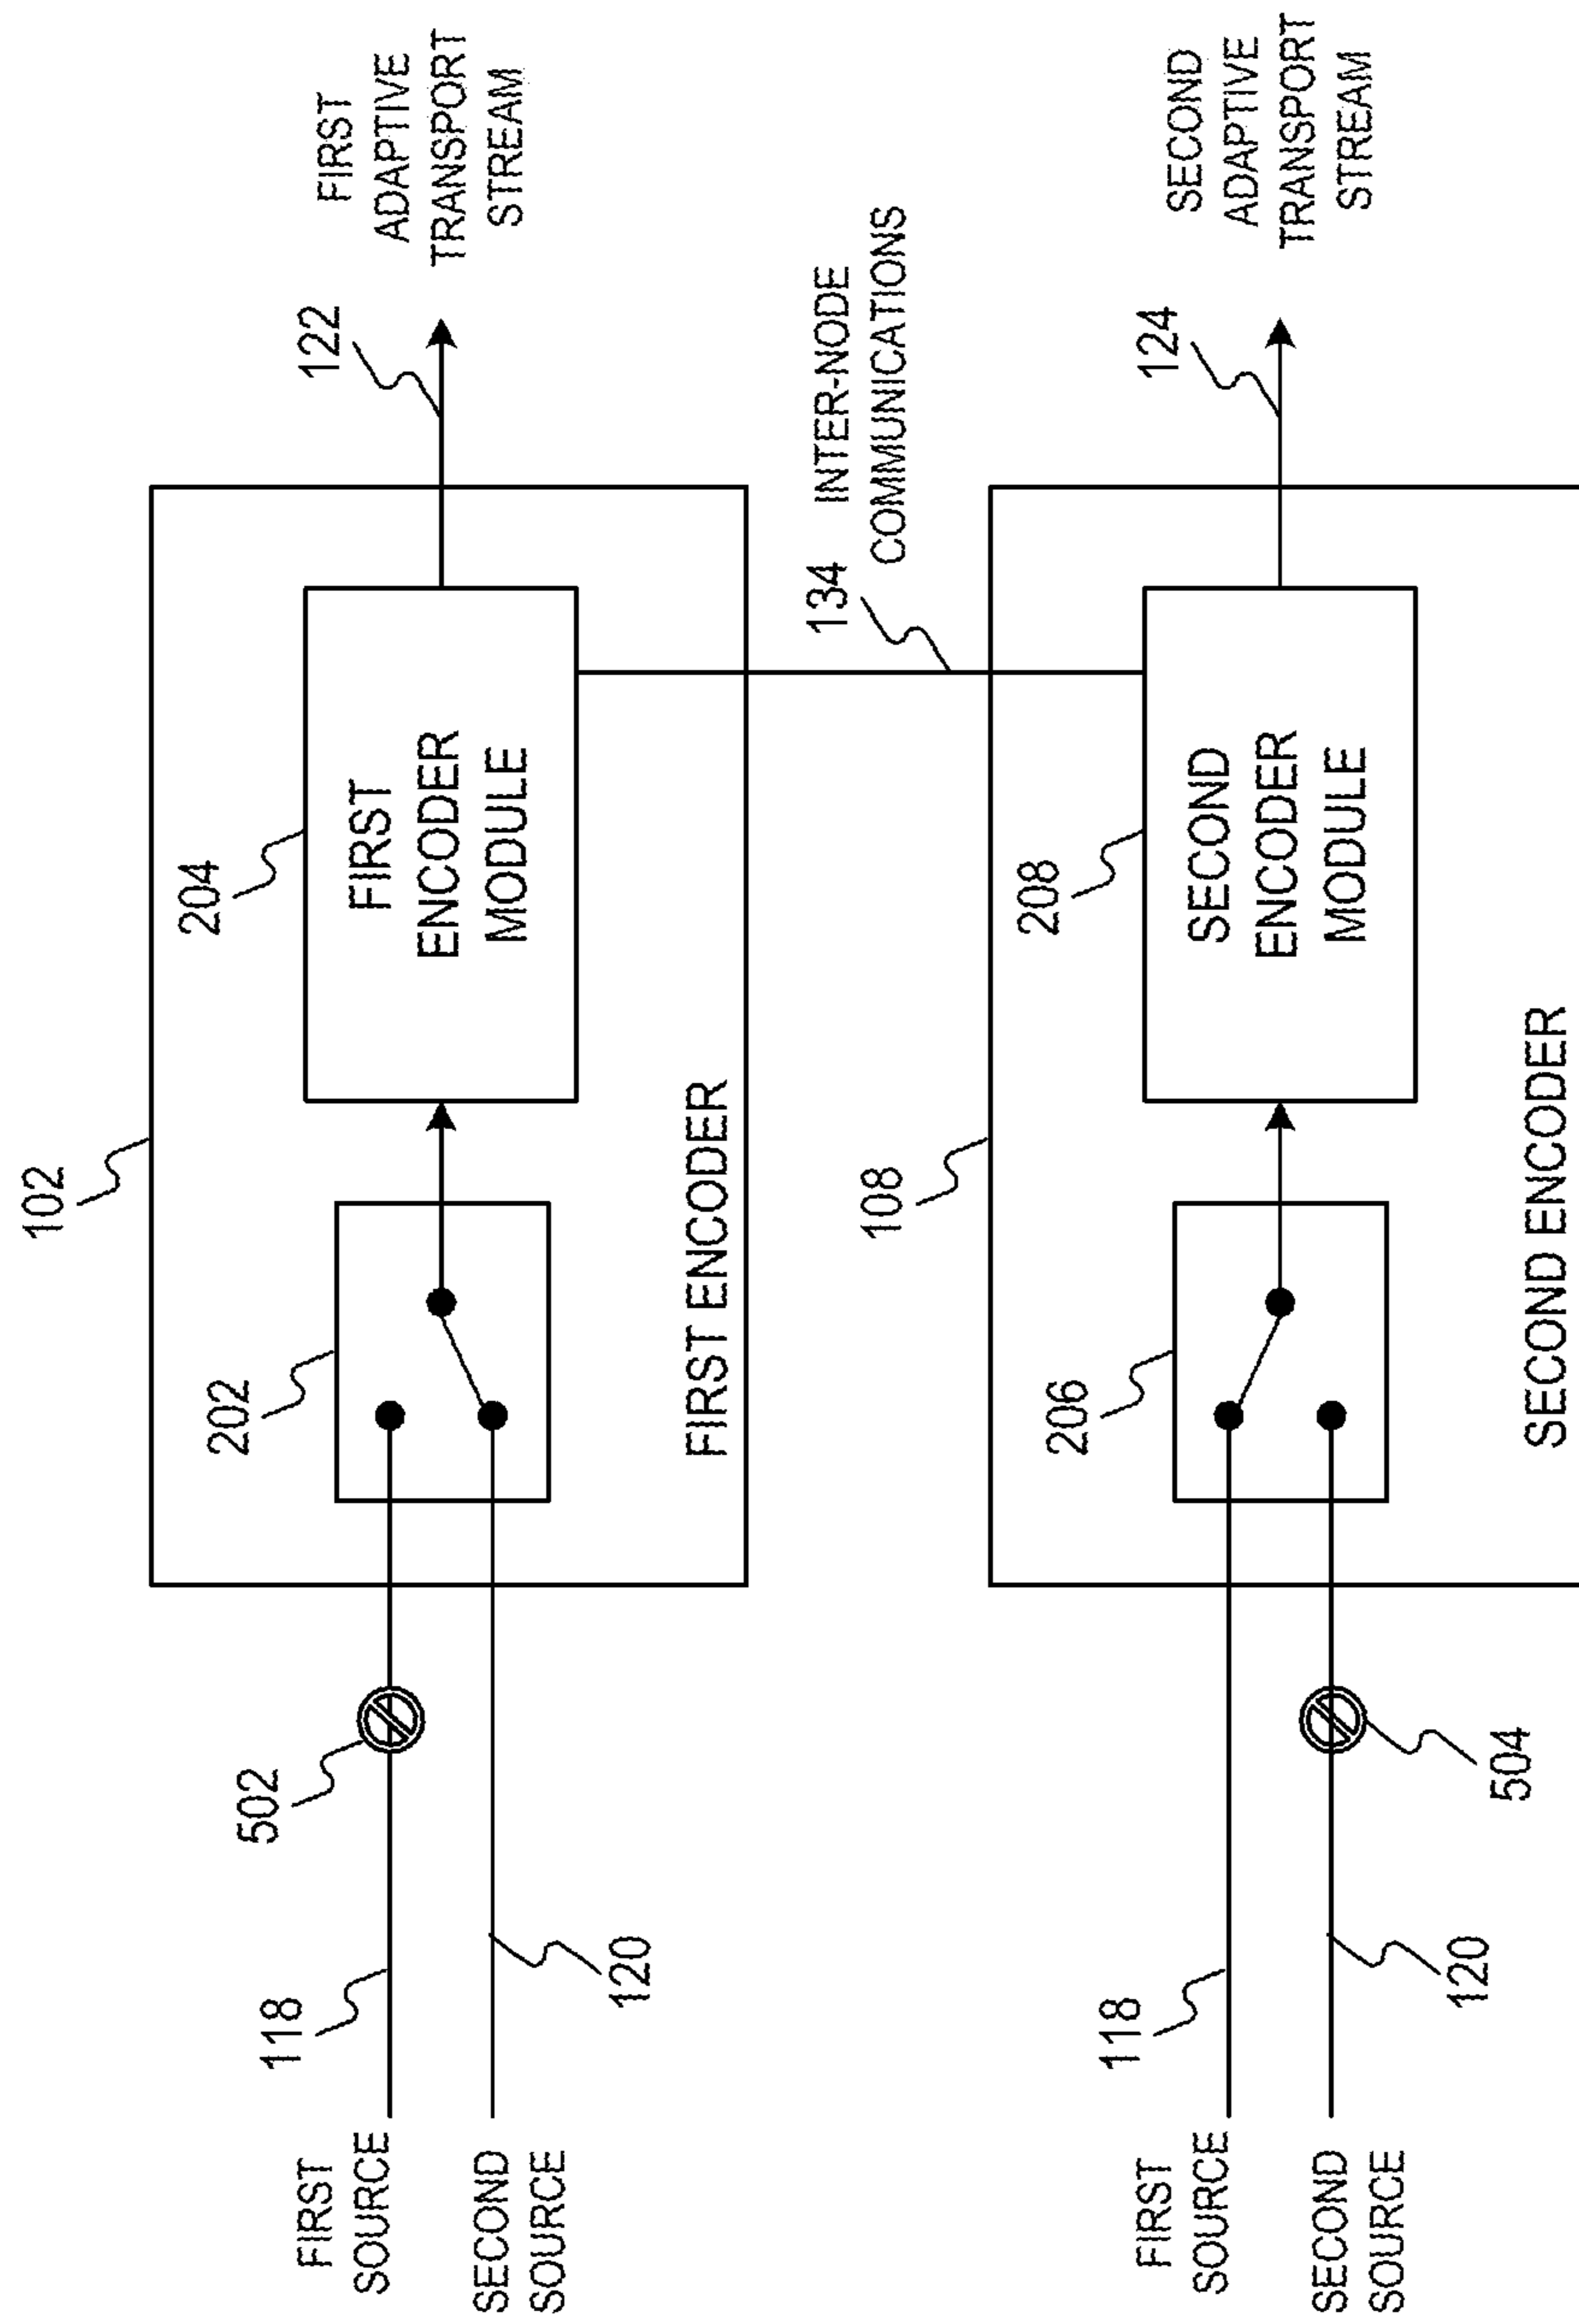 102
202
204
FIRST
ENCODER
MODULE
FIRST ENCODER
502
118
FIRST
SOURCE
120
SECOND
SOURCE
122
FIRST
ADAPTIVE
TRANSPORT
STREAM
134
INTER-NODE
COMMUNICATIONS
108
206
208
SECOND
ENCODER
MODULE
SECOND ENCODER
118
FIRST
SOURCE
120
504
SECOND
SOURCE
124
SECOND
ADAPTIVE
TRANSPORT
STREAM